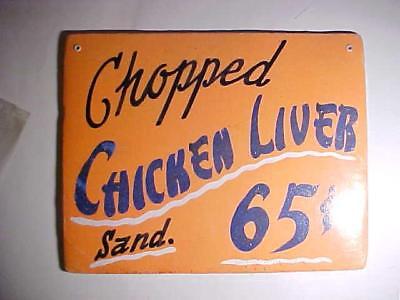 Chopped
CHICKEN LIVER
Sand. 65¢